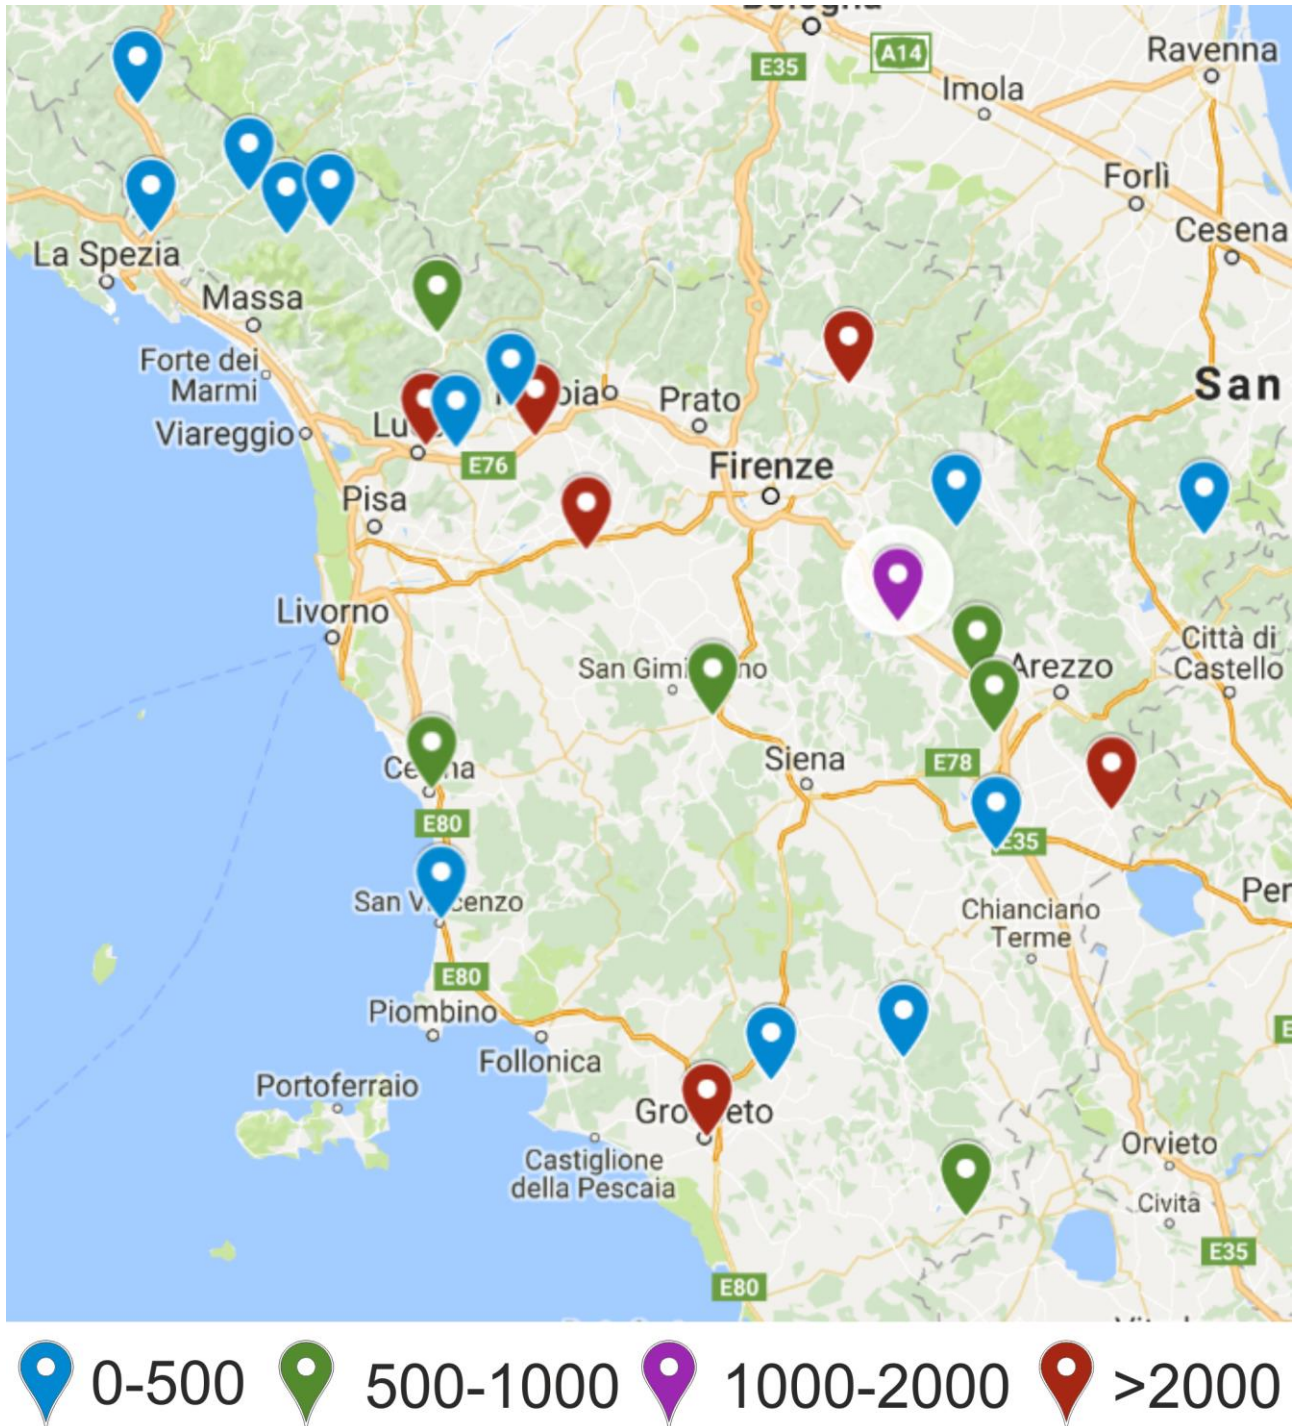 Bologna
E35
A14
Ravenna
Imola
Forlì
Cesena
La Spezia
Massa
Forte dei
Marmi
Viareggio
Prato
San
E76
Firenze
Pisa
Livorno
Arezzo
Città di
Castello
Siena
E78
E80
E35
Per
Chianciano
Terme
E80
Piombino
Follonica
Portoferraio
Castiglione
della Pescaia
Orvieto
Civita
E35
E80
0-500
500-1000
1000-2000
>2000